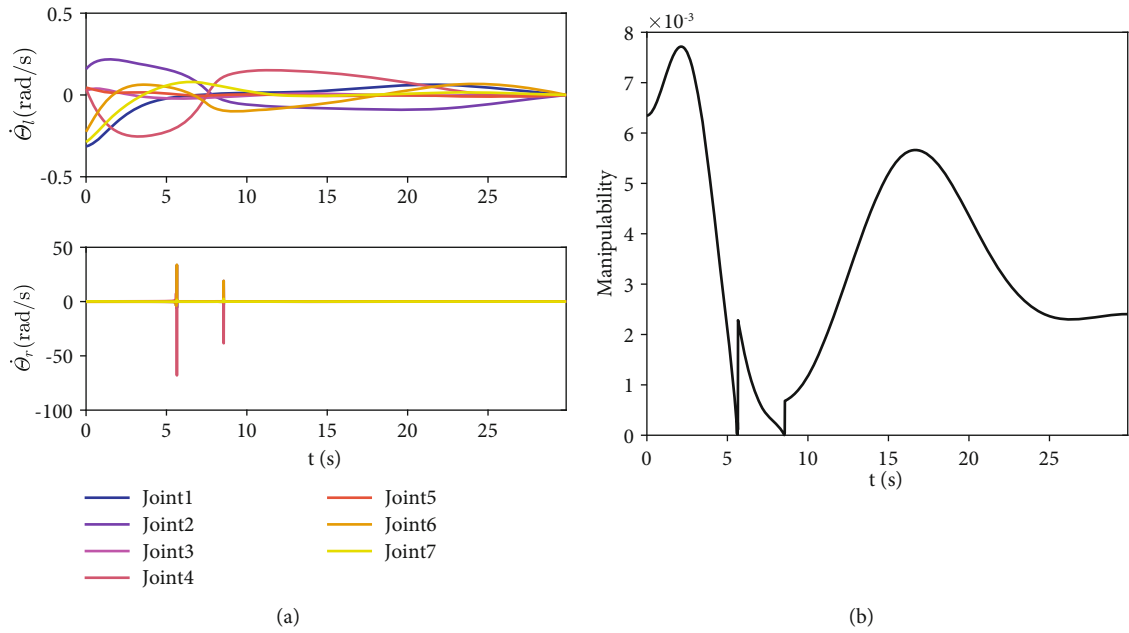 0.5
0
-0.5
Θ̇l(rad/s)
0 5 10 15 20 25
50
0
-50
-100
Θ̇r(rad/s)
0 5 10 15 20 25
t (s)
Joint1
Joint2
Joint3
Joint4
Joint5
Joint6
Joint7
(a)
×10-3
8
7
6
5
4
3
2
1
0
Manipulability
0 5 10 15 20 25
t (s)
(b)